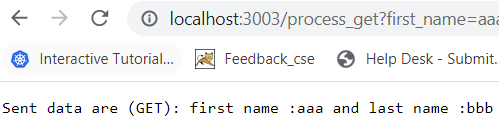 localhost:3003/process_get?first_name=aaa
Interactive Tutorial... Feedback_cse Help Desk - Submit...
Sent data are (GET): first name :aaa and last name :bbb